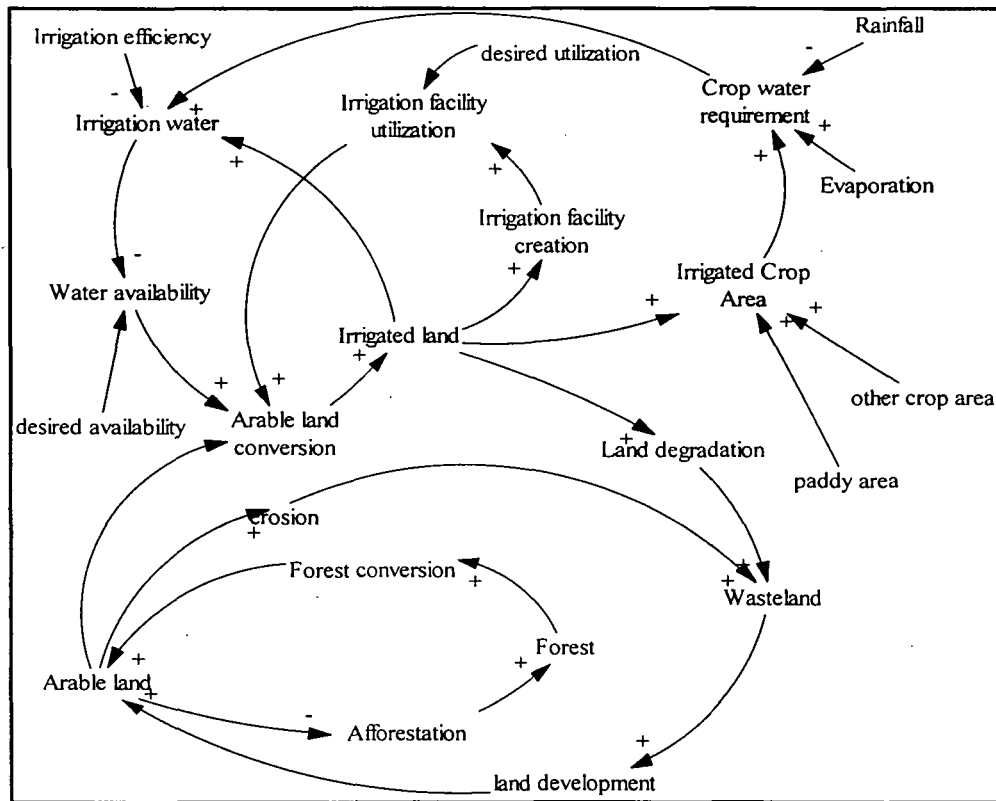 Irrigation efficiency
Rainfall
desired utilization
-
-
Crop water
requirement
Irrigation facility
utilization
Irrigation water
+
+
+
+
+
Evaporation
Irrigation facility
creation
-
+
Irrigated Crop
Area
Water availability
+
+
+
Irrigated land
+
+
+
other crop area
desired availability
Arable land
conversion
+
Land degradation
paddy area
erosion
+
Forest conversion
+
+
+
Wasteland
Forest
+
+
+
Arable land
-
Afforestation
+
land development